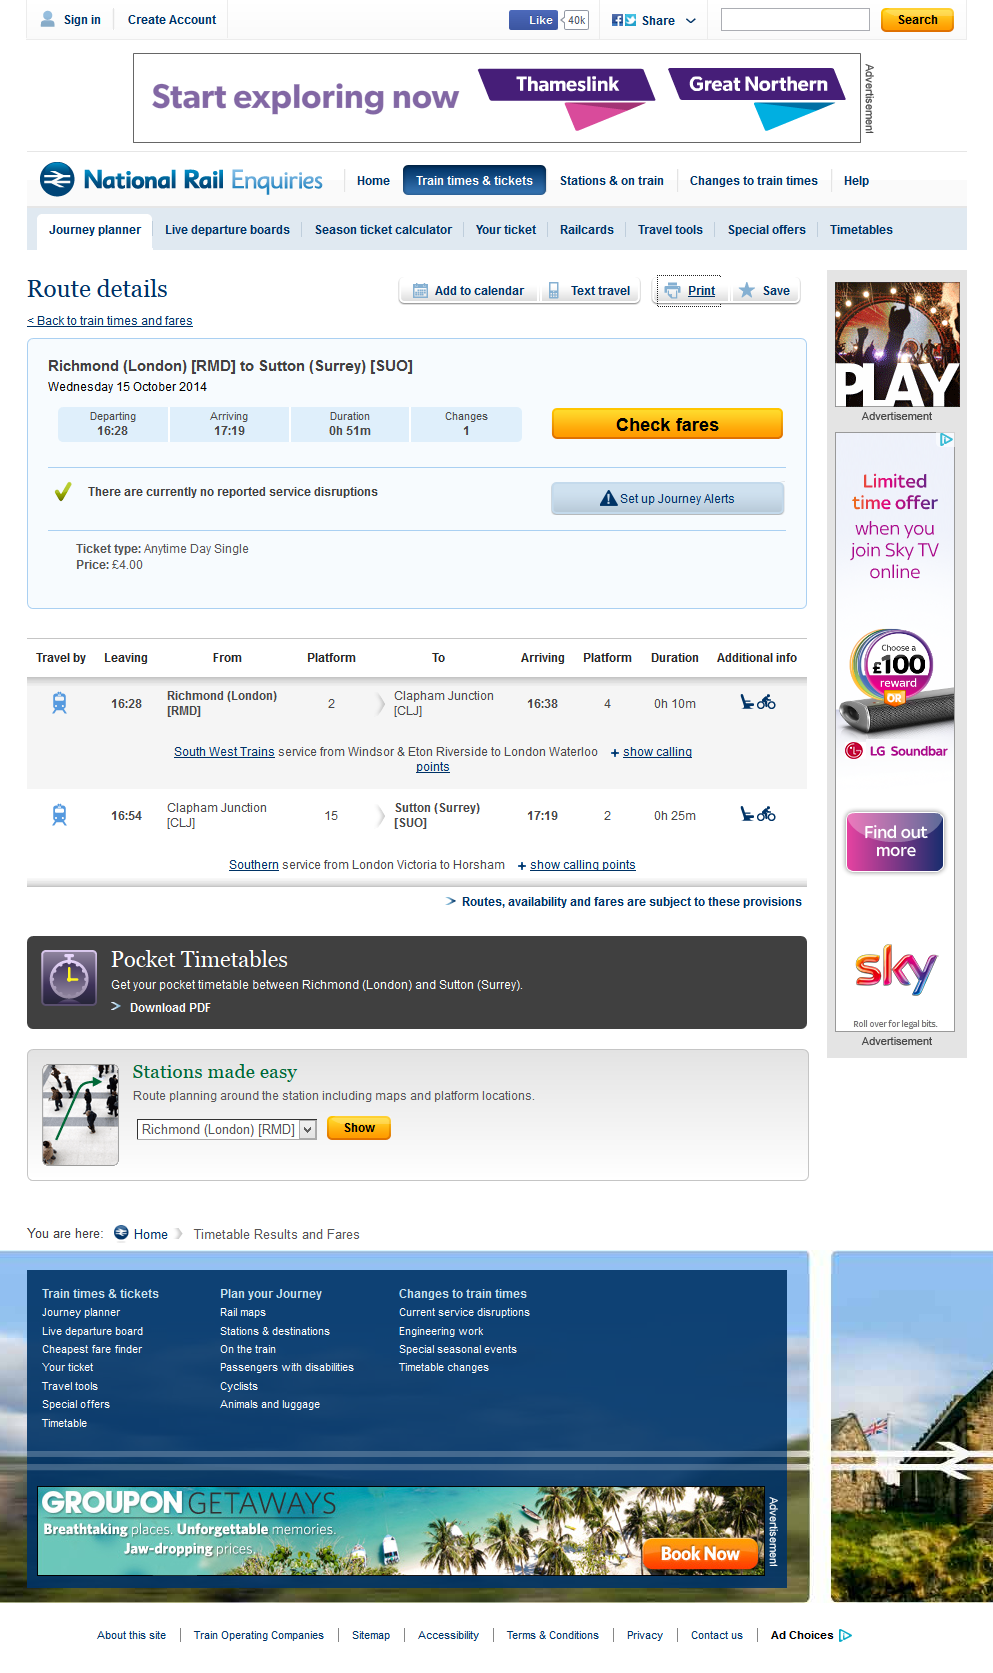 Sign in
Create Account
Like
40k
Share
Search
Start exploring now
Thameslink
Great Northern
Advertisement
National Rail Enquiries
Home
Train times & tickets
Stations & on train
Changes to train times
Help
Journey planner
Live departure boards
Season ticket calculator
Your ticket
Railcards
Travel tools
Special offers
Timetables
Route details
Add to calendar
Text travel
Print
Save
< Back to train times and fares
Richmond (London) [RMD] to Sutton (Surrey) [SUO]
Wednesday 15 October 2014
Departing
16:28
Arriving
17:19
Duration
0h 51m
Changes
1
Check fares
There are currently no reported service disruptions
Set up Journey Alerts
Ticket type: Anytime Day Single
Price: £4.00
Travel by Leaving From Platform To Arriving Platform Duration Additional info
16:28 Richmond (London) [RMD] 2 Clapham Junction [CLJ] 16:38 4 0h 10m
South West Trains service from Windsor & Eton Riverside to London Waterloo + show calling
points
16:54 Clapham Junction [CLJ] 15 Sutton (Surrey) [SUO] 17:19 2 0h 25m
Southern service from London Victoria to Horsham + show calling points
> Routes, availability and fares are subject to these provisions
Pocket Timetables
Get your pocket timetable between Richmond (London) and Sutton (Surrey).
> Download PDF
Stations made easy
Route planning around the station including maps and platform locations.
Richmond (London) [RMD]
Show
PLAY
Advertisement
Limited
time offer
when you
join Sky TV
online
Choose a
£100
reward
OR
LG Soundbar
Find out
more
sky
Roll over for legal bits.
Advertisement
You are here: Home Timetable Results and Fares
Train times & tickets
Journey planner
Live departure board
Cheapest fare finder
Your ticket
Travel tools
Special offers
Timetable
Plan your Journey
Rail maps
Stations & destinations
On the train
Passengers with disabilities
Cyclists
Animals and luggage
Changes to train times
Current service disruptions
Engineering work
Special seasonal events
Timetable changes
GROUPON GETAWAYS
Breathtaking places. Unforgettable memories.
Jaw-dropping prices.
Book Now
Advertisement
About this site
Train Operating Companies
Sitemap
Accessibility
Terms & Conditions
Privacy
Contact us
Ad Choices